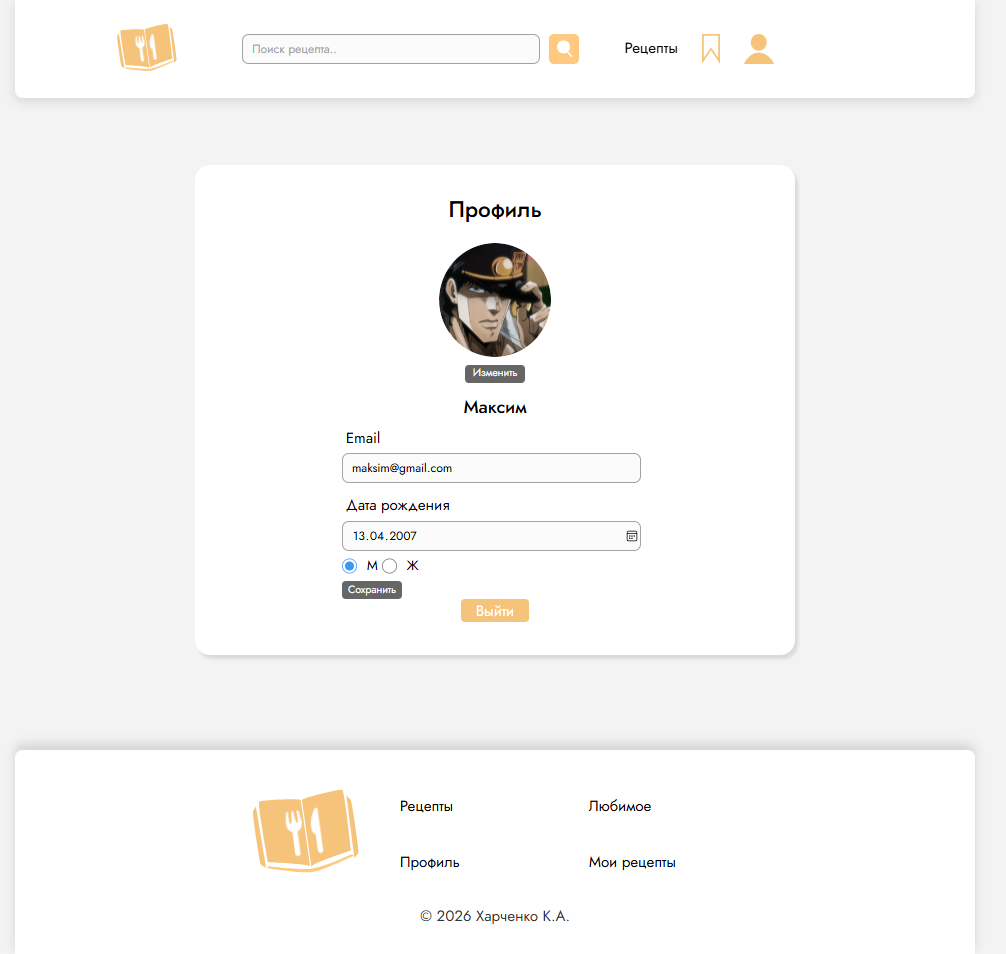 Поиск рецепта..
Рецепты
Профиль
Изменить
Максим
Email
maksim@gmail.com
Дата рождения
13.04.2007
М Ж
Сохранить
Выйти
Рецепты Любимое
Профиль Мои рецепты
© 2026 Харченко К.А.